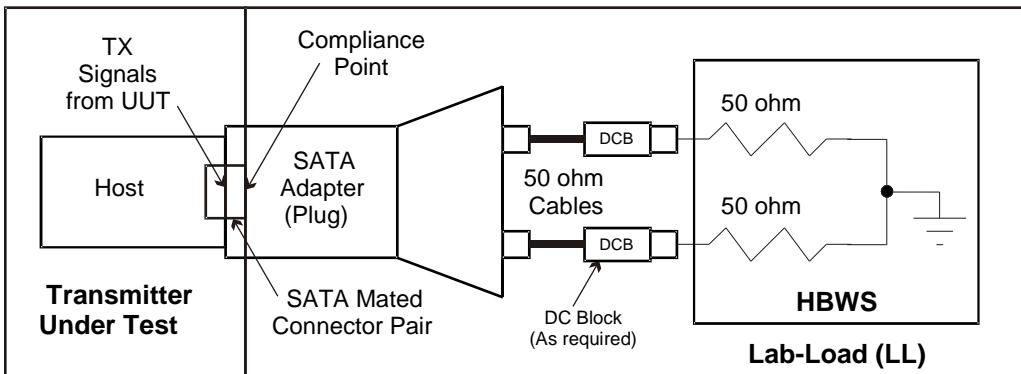 TX
Signals
from UUT
Compliance
Point
Host
SATA
Adapter
(Plug)
DCB
50 ohm
Cables
DCB
50 ohm
50 ohm
HBWS
Transmitter
Under Test
SATA Mated
Connector Pair
DC Block
(As required)
Lab-Load (LL)